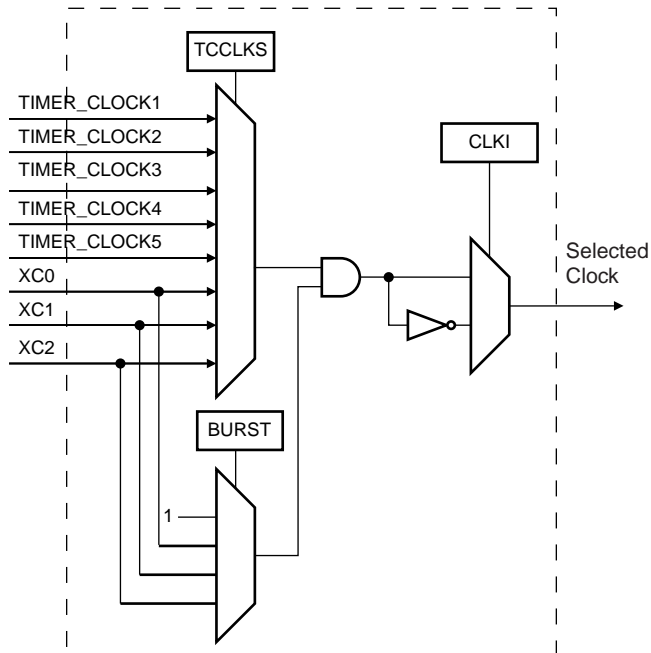 TCCLKS
TIMER_CLOCK1
TIMER_CLOCK2
TIMER_CLOCK3
TIMER_CLOCK4
TIMER_CLOCK5
XC0
XC1
XC2
CLKI
Selected
Clock
BURST
1